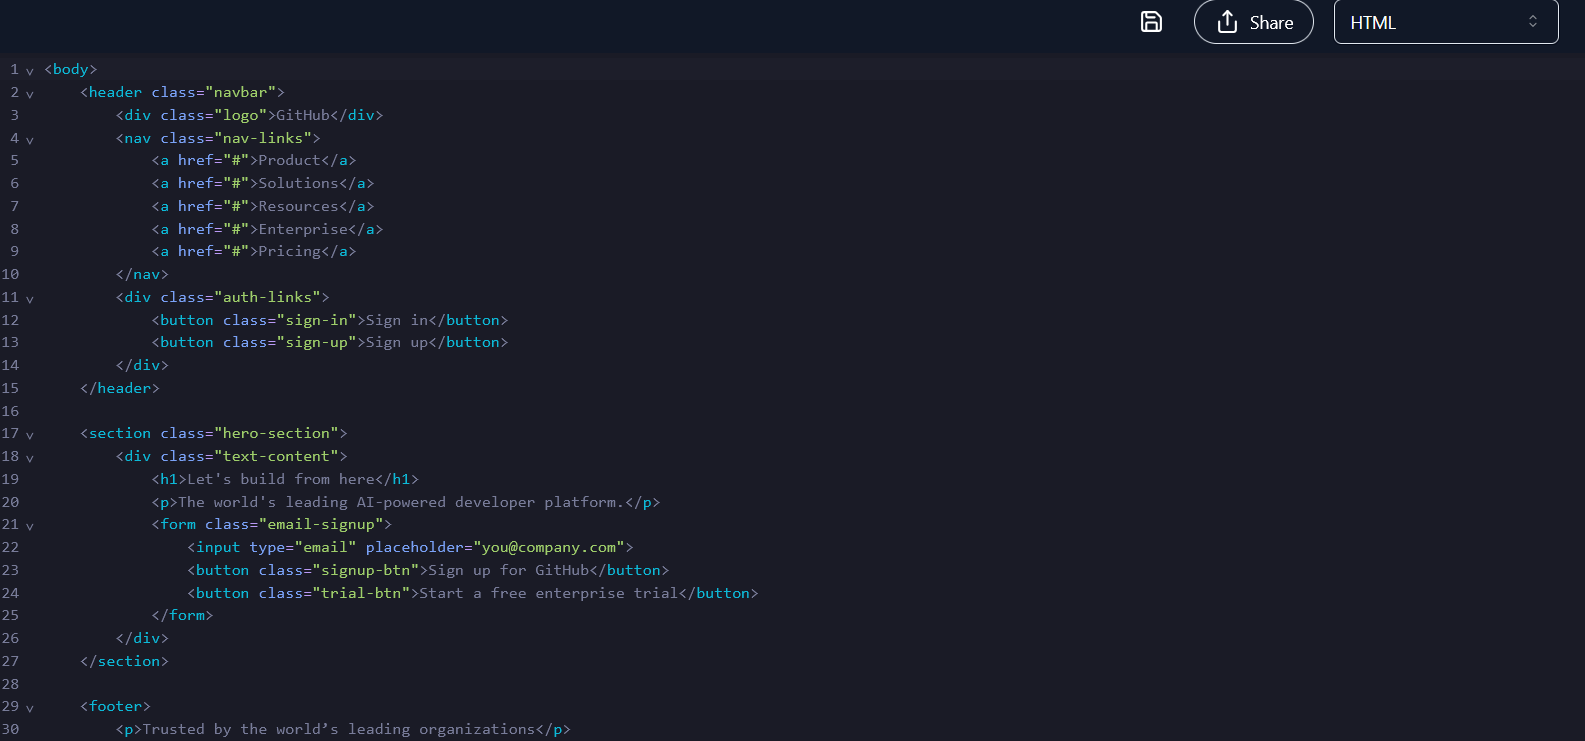 Share
HTML
1 <body>
2     <header class="navbar">
3         <div class="logo">GitHub</div>
4         <nav class="nav-links">
5             <a href="#">Product</a>
6             <a href="#">Solutions</a>
7             <a href="#">Resources</a>
8             <a href="#">Enterprise</a>
9             <a href="#">Pricing</a>
10         </nav>
11         <div class="auth-links">
12             <button class="sign-in">Sign in</button>
13             <button class="sign-up">Sign up</button>
14         </div>
15     </header>
16
17     <section class="hero-section">
18         <div class="text-content">
19             <h1>Let's build from here</h1>
20             <p>The world's leading AI-powered developer platform.</p>
21             <form class="email-signup">
22                 <input type="email" placeholder="you@company.com">
23                 <button class="signup-btn">Sign up for GitHub</button>
24                 <button class="trial-btn">Start a free enterprise trial</button>
25             </form>
26         </div>
27     </section>
28
29     <footer>
30         <p>Trusted by the world’s leading organizations</p>